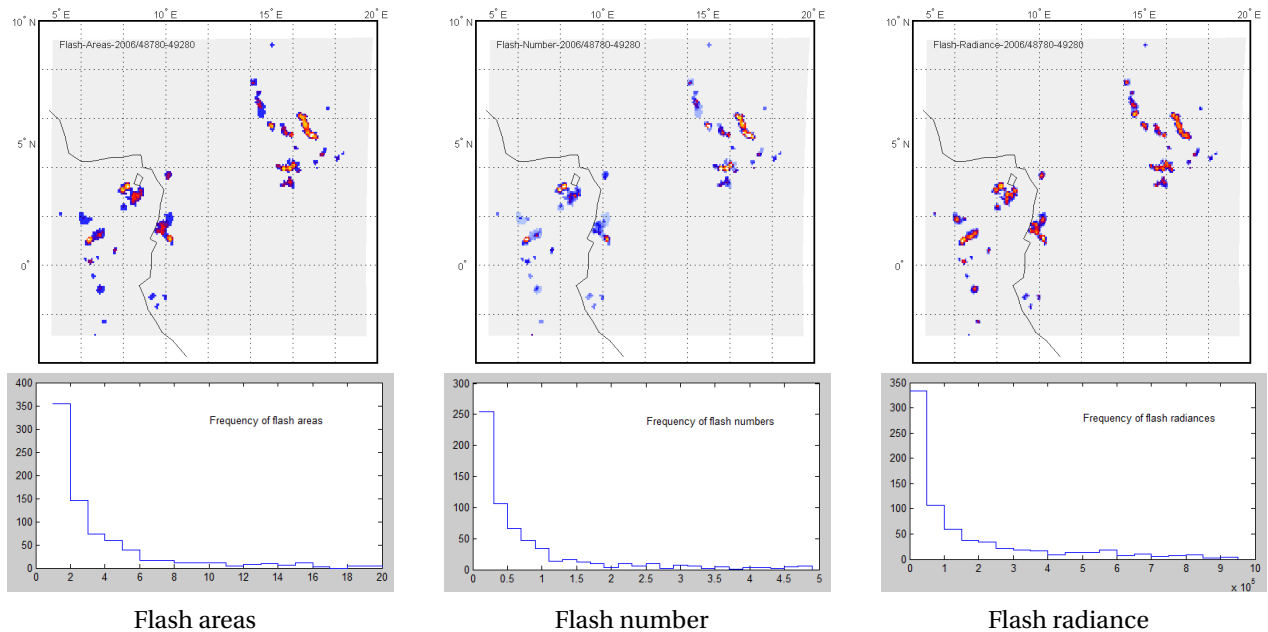 5° E 10° E 15° E 20° E
10° N
Flash-Areas-2006/48780-49280
5° N
0°
5° E 10° E 15° E 20° E
10° N
Flash-Number-2006/48780-49280
5° N
0°
5° E 10° E 15° E 20° E
10° N
Flash-Radiance-2006/48780-49280
5° N
0°
400
350
300
250
200
150
100
50
0
Frequency of flash areas
0 2 4 6 8 10 12 14 16 18 20
300
250
200
150
100
50
0
Frequency of flash numbers
0 0.5 1 1.5 2 2.5 3 3.5 4 4.5 5
350
300
250
200
150
100
50
0
Frequency of flash radiances
0 1 2 3 4 5 6 7 8 9 10
x 10^5
Flash areas
Flash number
Flash radiance